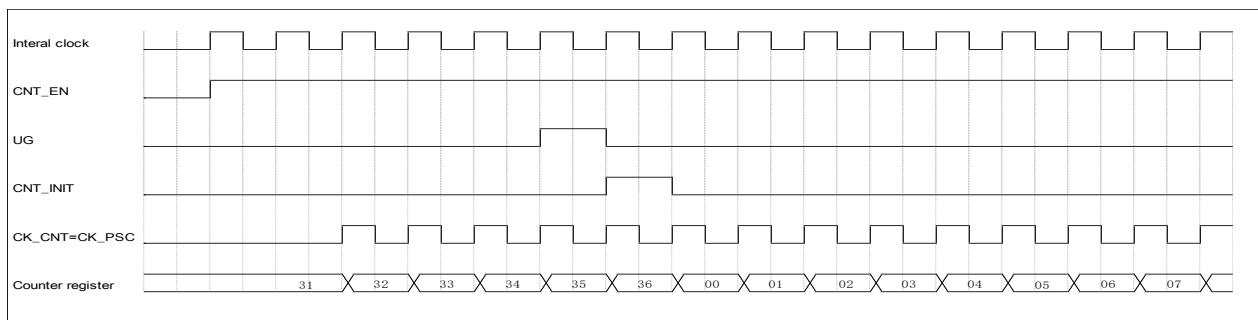 Interal clock
CNT_EN
UG
CNT_INIT
CK_CNT=CK_PSC
Counter register 31 32 33 34 35 36 00 01 02 03 04 05 06 07